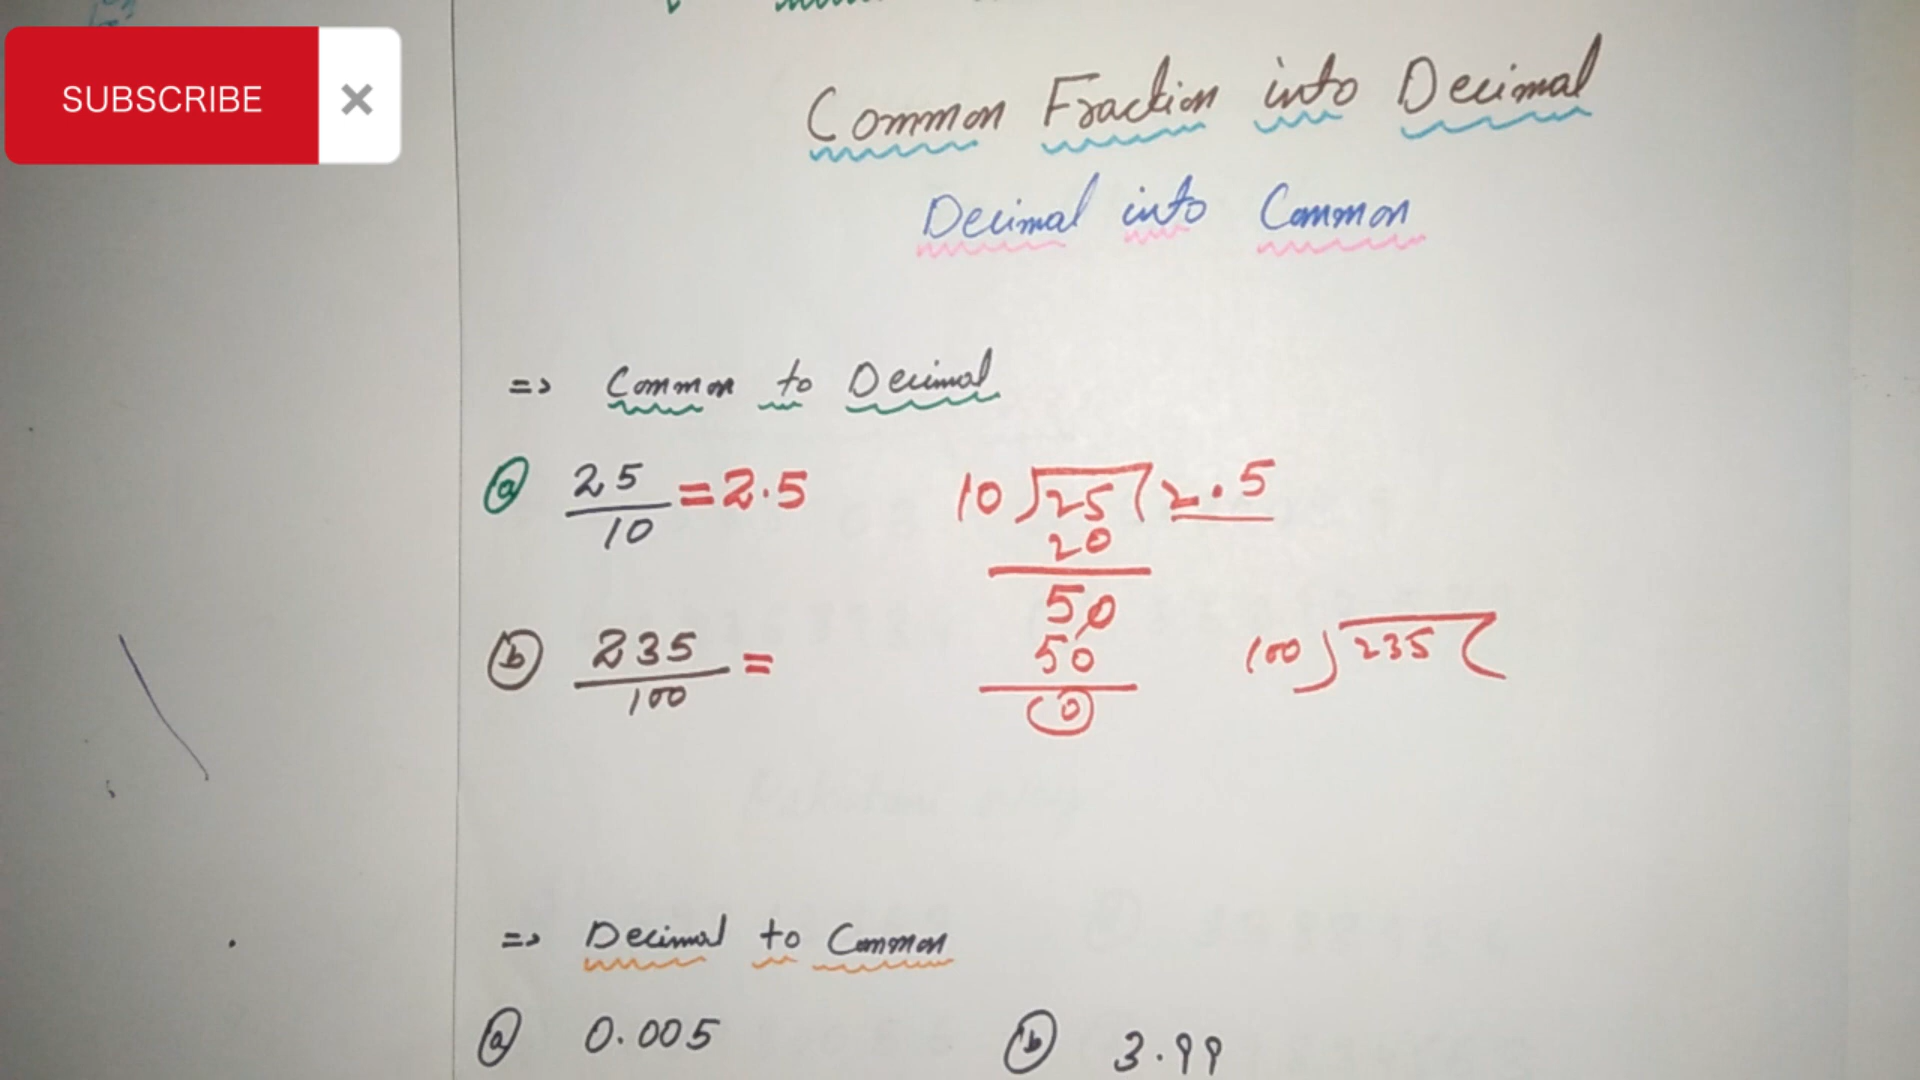 SUBSCRIBE ×
Common Fraction into Decimal
Decimal into Common
=> Common to Decimal
(a) 25/10 = 2.5
10 ) 25 ( 2.5
20
50
50
0
(b) 235/100 =
100 ) 235 (
=> Decimal to Common
(a) 0.005
(b) 3.99